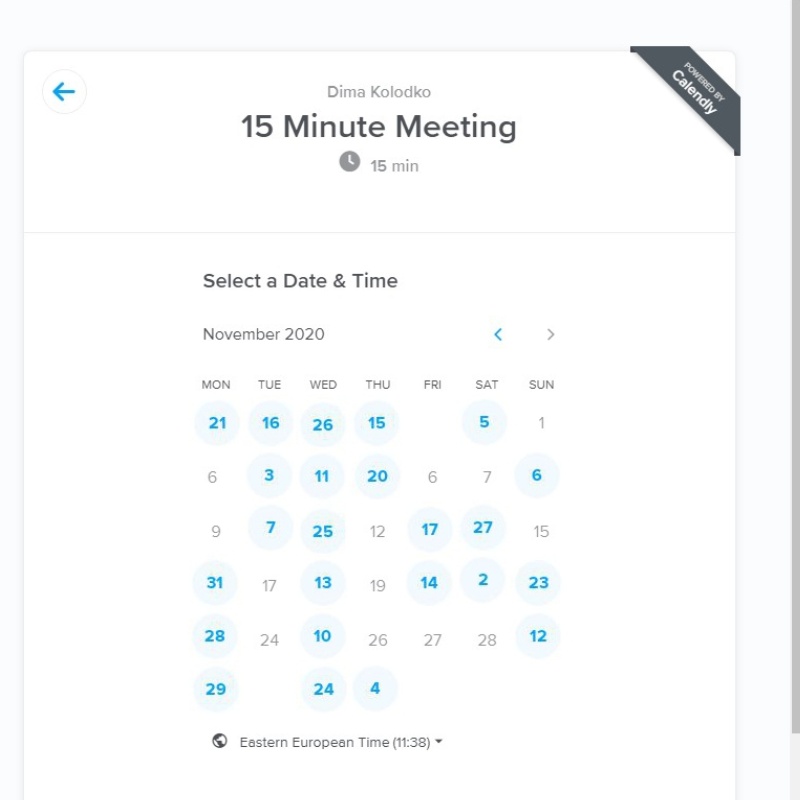 Dima Kolodko
15 Minute Meeting
15 min
POWERED BY
Calendly
Select a Date & Time
November 2020
MON TUE WED THU FRI SAT SUN
21 16 26 15 5 1
6 3 11 20 6 7 6
9 7 25 12 17 27 15
31 17 13 19 14 2 23
28 24 10 26 27 28 12
29 24 4
Eastern European Time (11:38)